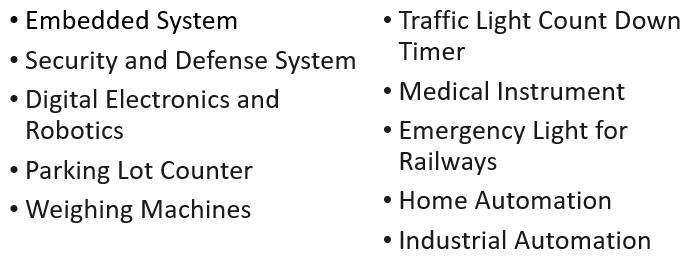 • Embedded System
• Security and Defense System
• Digital Electronics and
Robotics
• Parking Lot Counter
• Weighing Machines
• Traffic Light Count Down
Timer
• Medical Instrument
• Emergency Light for
Railways
• Home Automation
• Industrial Automation